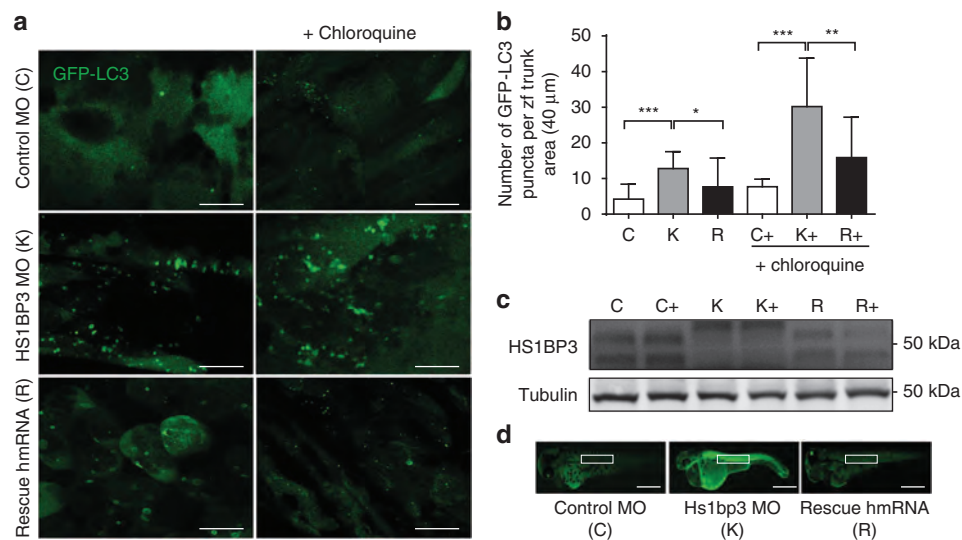 a
+ Chloroquine
GFP-LC3
Control MO (C)
HS1BP3 MO (K)
Rescue hmRNA (R)
b
Number of GFP-LC3
puncta per zf trunk
area (40 μm)
50
40
30
20
10
0
***
*
***
**
C K R C+ K+ R+
+ chloroquine
c
C C+ K K+ R R+
HS1BP3
- 50 kDa
Tubulin
- 50 kDa
d
Control MO
(C)
Hs1bp3 MO
(K)
Rescue hmRNA
(R)